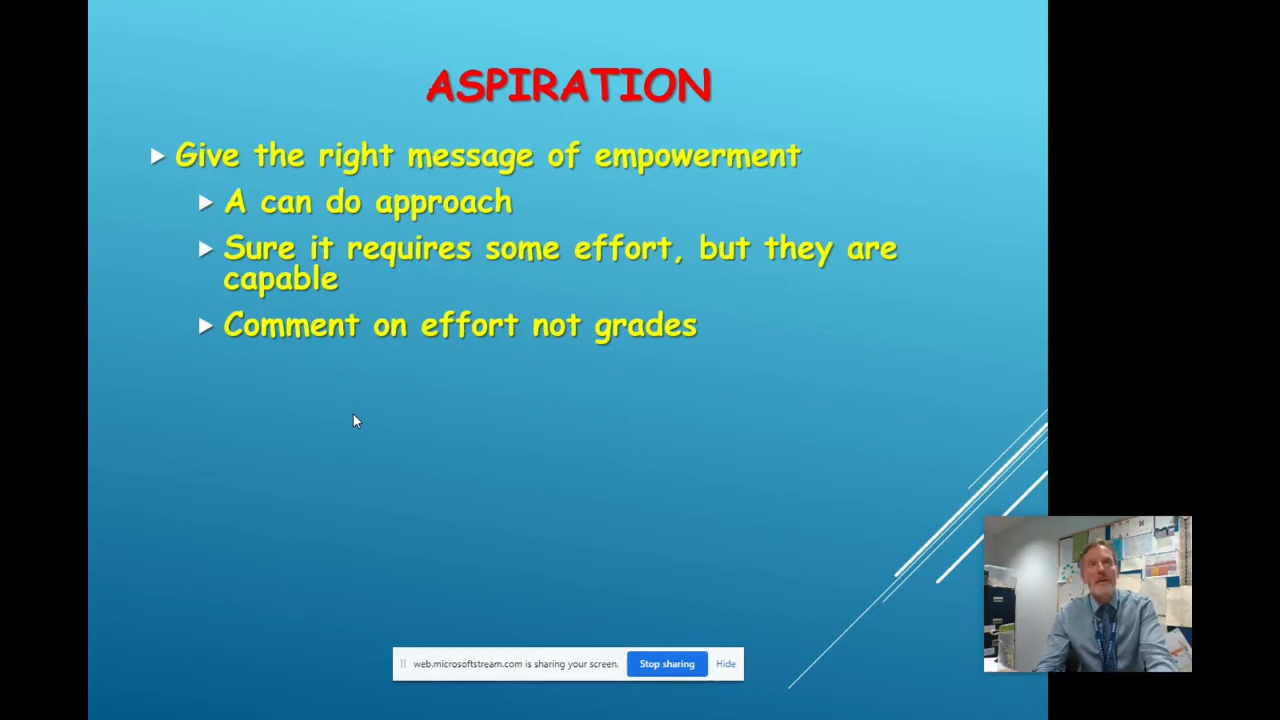 ASPIRATION
Give the right message of empowerment
A can do approach
Sure it requires some effort, but they are
capable
Comment on effort not grades
web.microsoftstream.com is sharing your screen. Stop sharing Hide